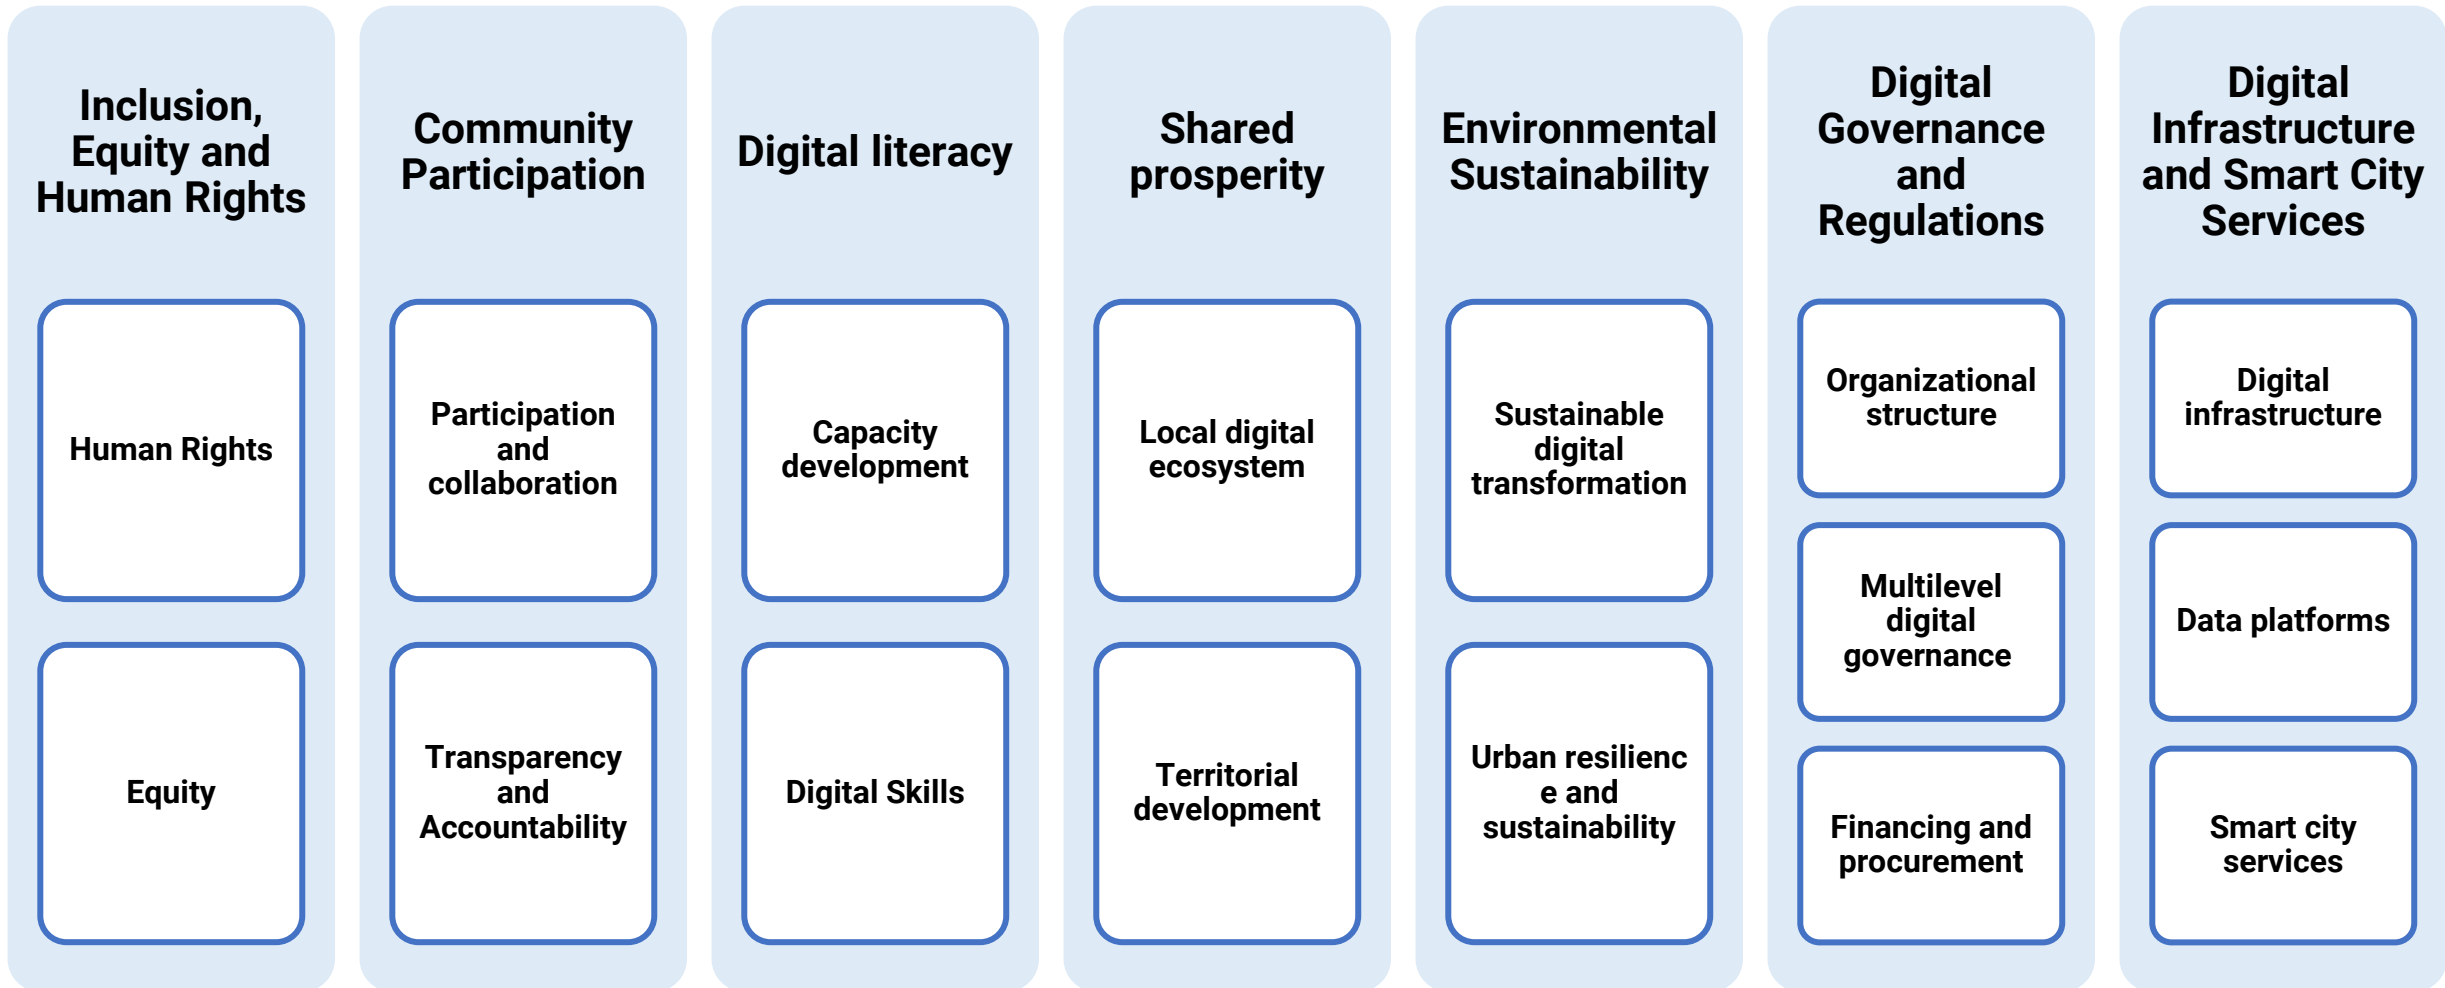 Inclusion,
Equity and
Human Rights
Human Rights
Equity
Community
Participation
Participation
and
collaboration
Transparency
and
Accountability
Digital literacy
Capacity
development
Digital Skills
Shared
prosperity
Local digital
ecosystem
Territorial
development
Environmental
Sustainability
Sustainable
digital
transformation
Urban resilienc
e and
sustainability
Digital
Governance
and
Regulations
Organizational
structure
Multilevel
digital
governance
Financing and
procurement
Digital
Infrastructure
and Smart City
Services
Digital
infrastructure
Data platforms
Smart city
services